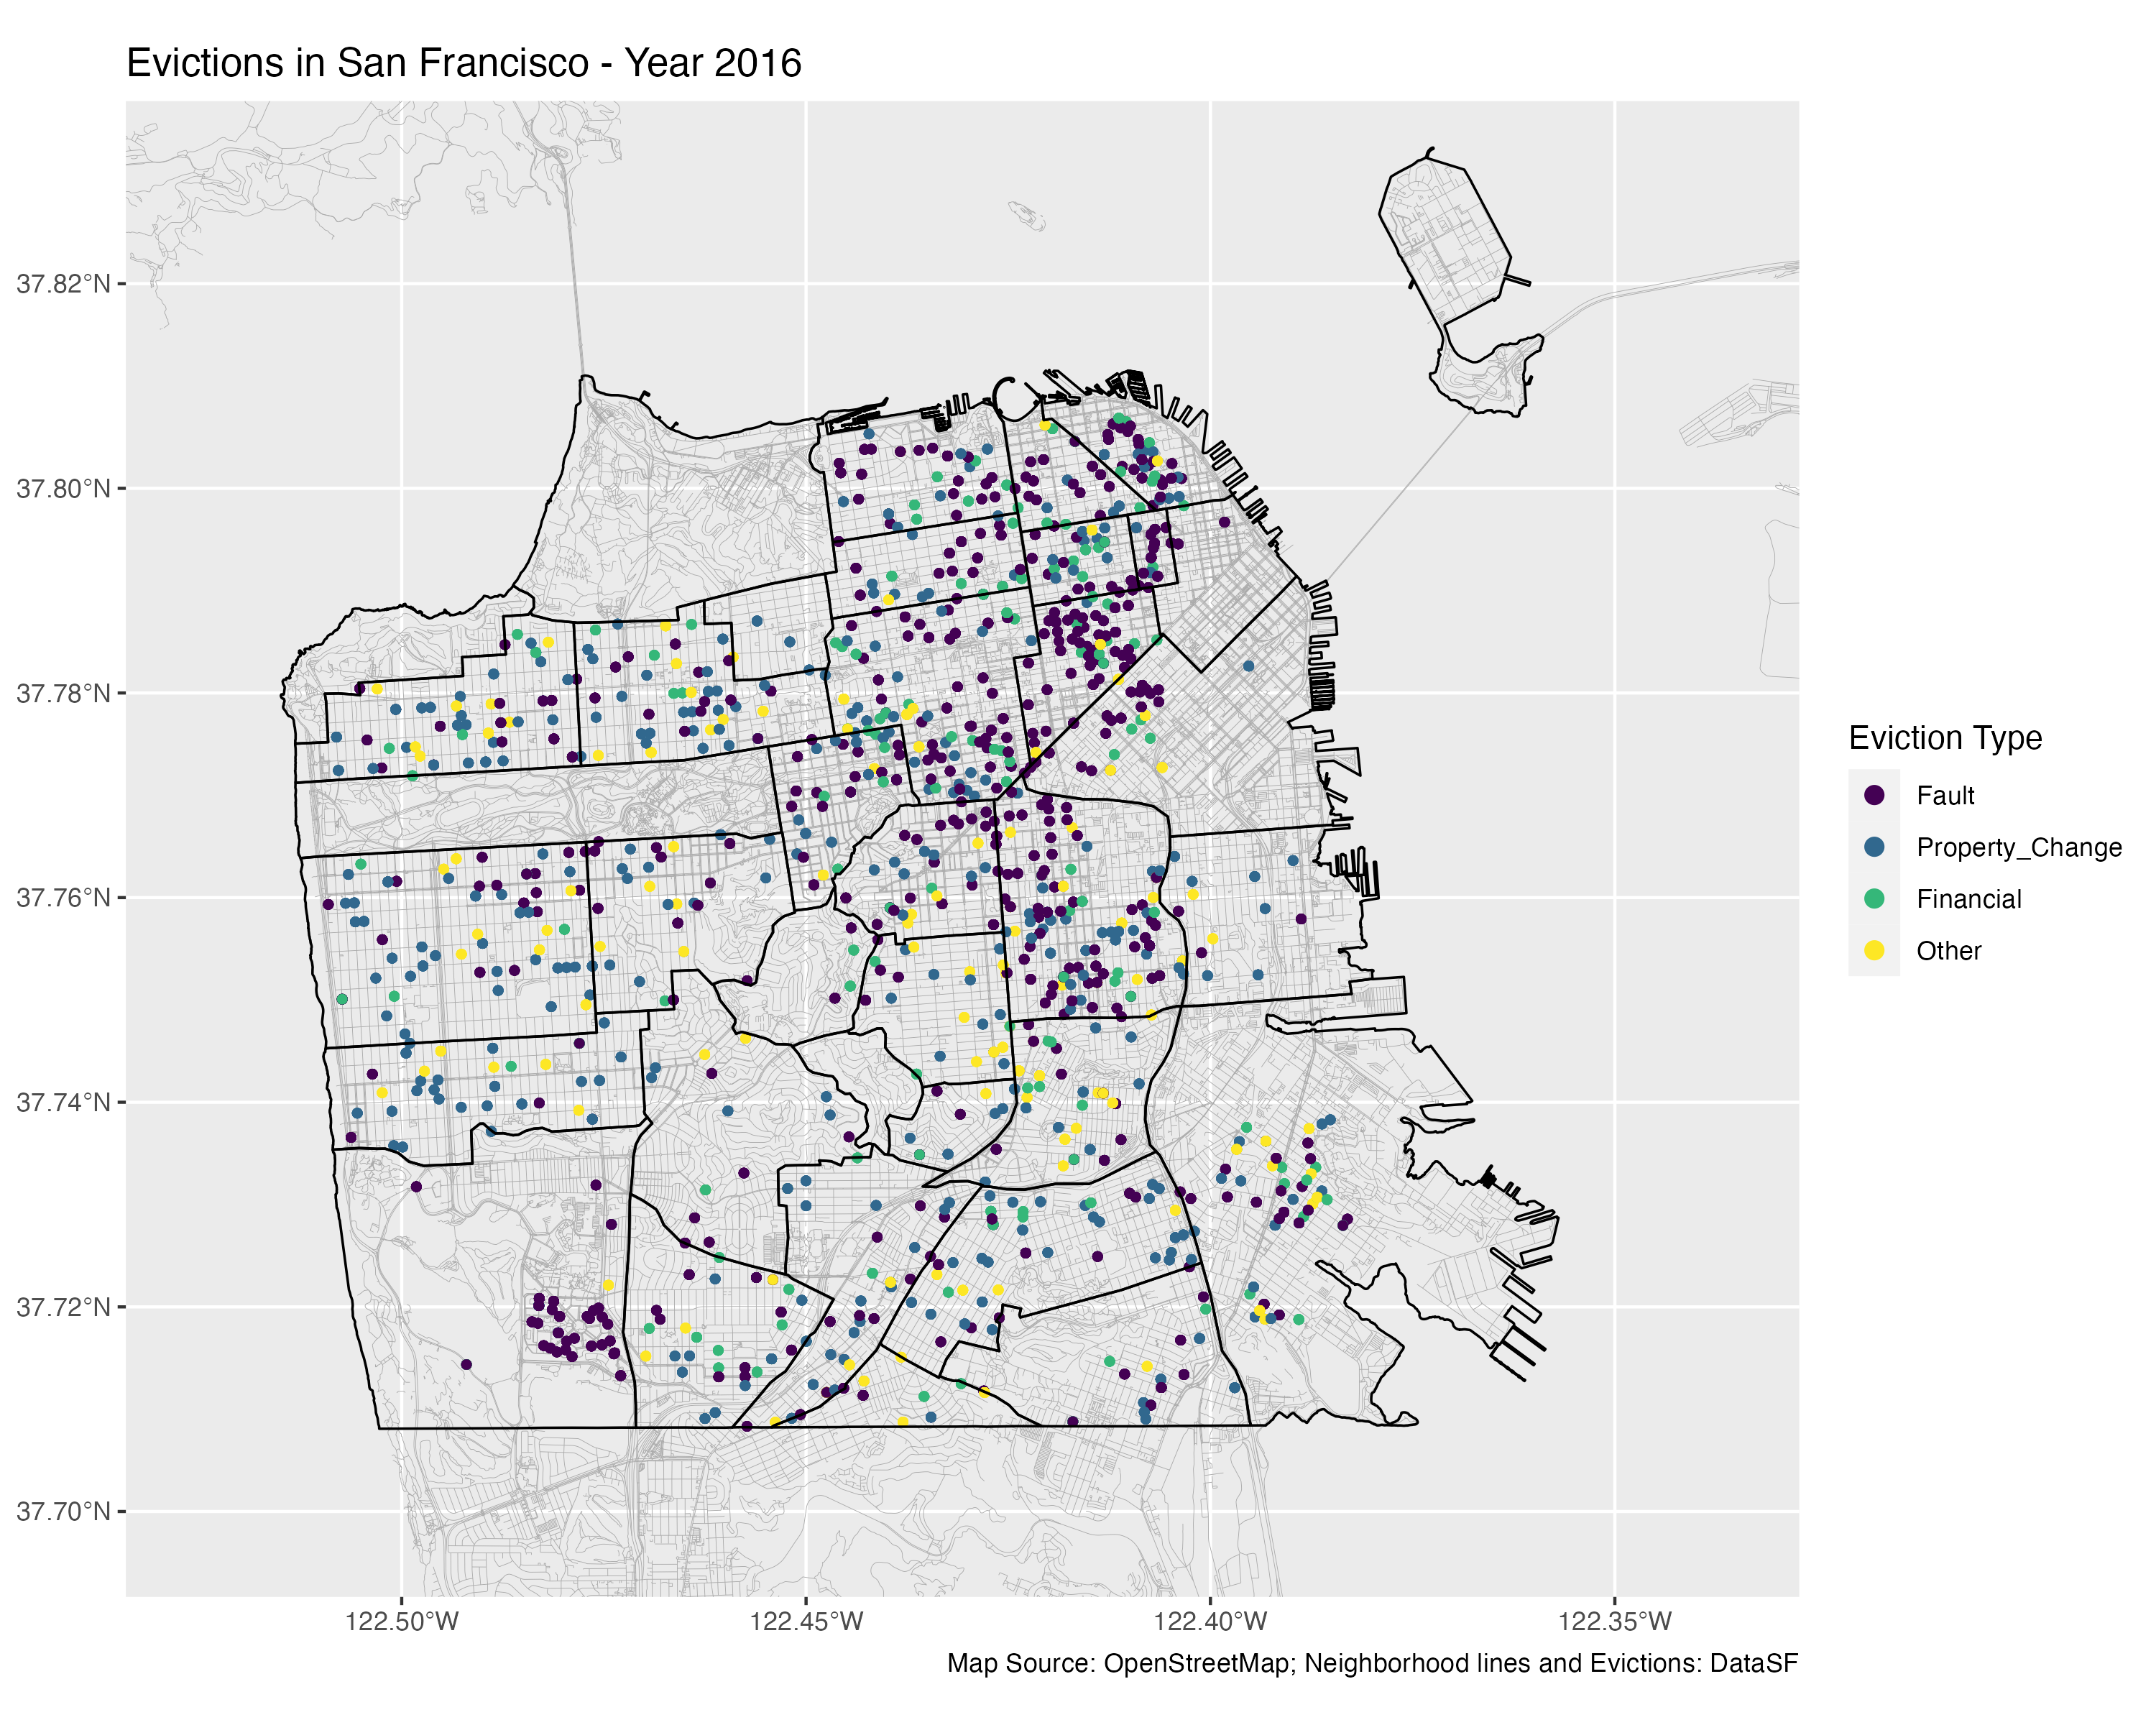 Evictions in San Francisco - Year 2016
37.82°N
37.80°N
37.78°N
37.76°N
37.74°N
37.72°N
37.70°N
122.50°W
122.45°W
122.40°W
122.35°W
Eviction Type
Fault
Property_Change
Financial
Other
Map Source: OpenStreetMap; Neighborhood lines and Evictions: DataSF